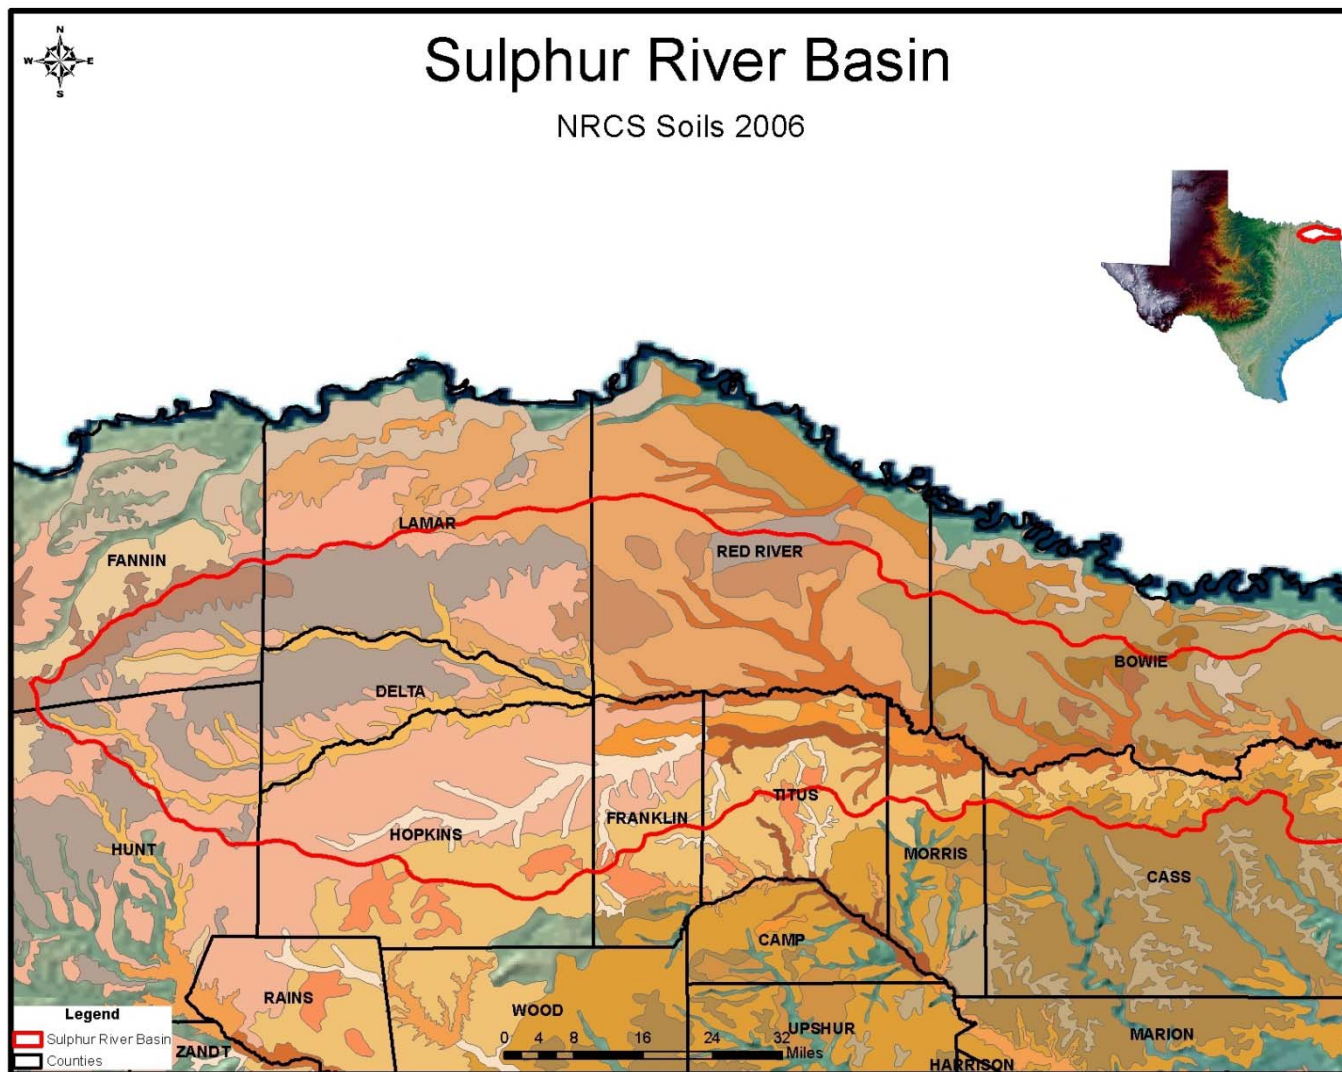 N
W E
S
Sulphur River Basin
NRCS Soils 2006
LAMAR
FANNIN
RED RIVER
BOWIE
DELTA
TITUS
FRANKLIN
HOPKINS
HUNT
MORRIS
CASS
CAMP
RAINS
WOOD
Legend
Sulphur River Basin
Counties
ZANDT
0 4 8 16 24 32
Miles
UPSHUR
MARION
HARRISON